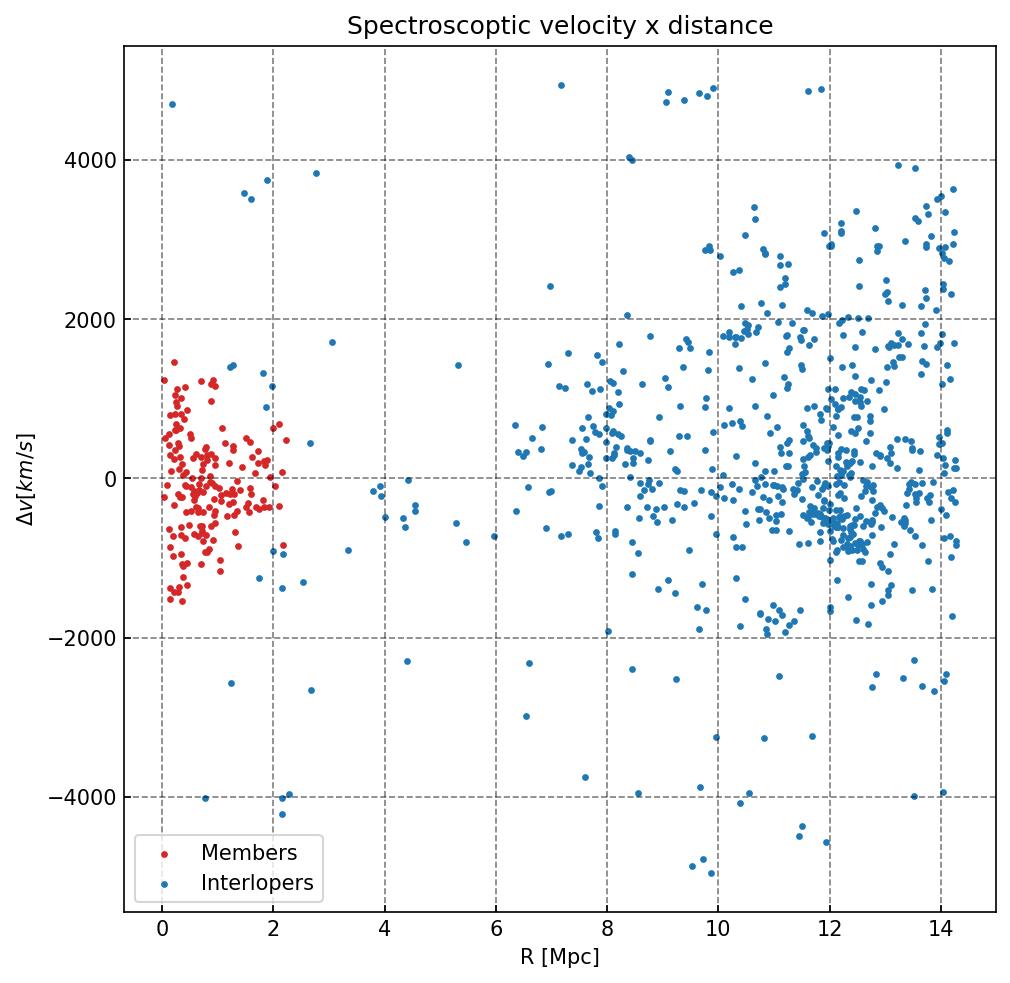 Spectroscoptic velocity x distance
Δv[km/s]
4000
2000
0
−2000
−4000
Members
Interlopers
0 2 4 6 8 10 12 14
R [Mpc]